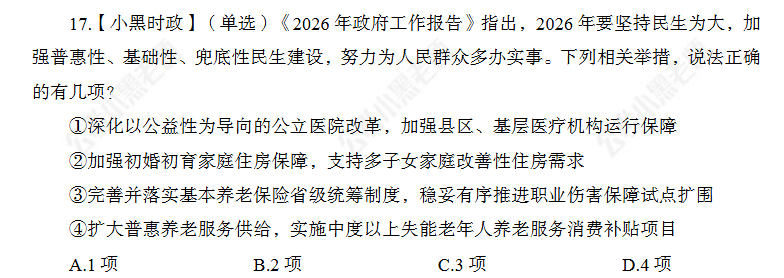 17.【小黑时政】（单选）《2026 年政府工作报告》指出，2026 年要坚持民生为大，加
强普惠性、基础性、兜底性民生建设，努力为人民群众多办实事。下列相关举措，说法正确
的有几项？
①深化以公益性为导向的公立医院改革，加强县区、基层医疗机构运行保障
②加强初婚初育家庭住房保障，支持多子女家庭改善性住房需求
③完善并落实基本养老保险省级统筹制度，稳妥有序推进职业伤害保障试点扩围
④扩大普惠养老服务供给，实施中度以上失能老年人养老服务消费补贴项目
A.1 项 B.2 项 C.3 项 D.4 项